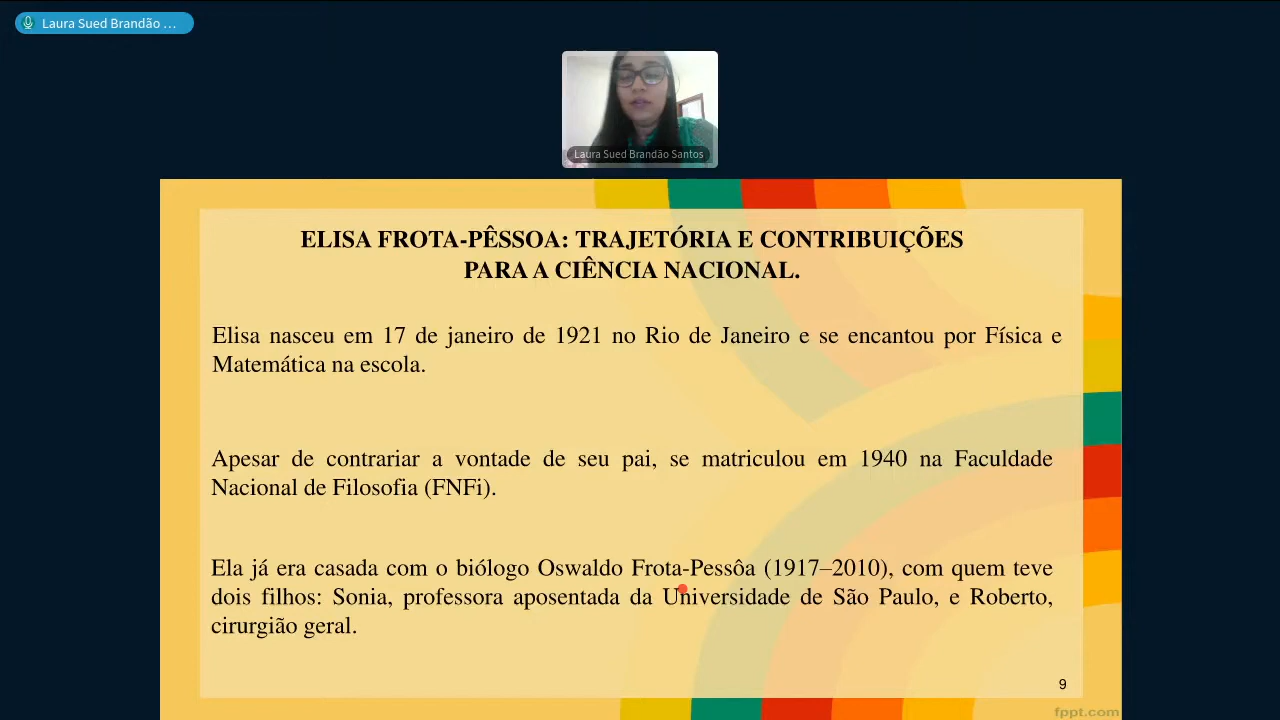 Laura Sued Brandão ...
Laura Sued Brandão Santos
ELISA FROTA-PÊSSOA: TRAJETÓRIA E CONTRIBUIÇÕES
PARA A CIÊNCIA NACIONAL.
Elisa nasceu em 17 de janeiro de 1921 no Rio de Janeiro e se encantou por Física e
Matemática na escola.
Apesar de contrariar a vontade de seu pai, se matriculou em 1940 na Faculdade
Nacional de Filosofia (FNFi).
Ela já era casada com o biólogo Oswaldo Frota-Pessôa (1917–2010), com quem teve
dois filhos: Sonia, professora aposentada da Universidade de São Paulo, e Roberto,
cirurgião geral.
9
fppt.com